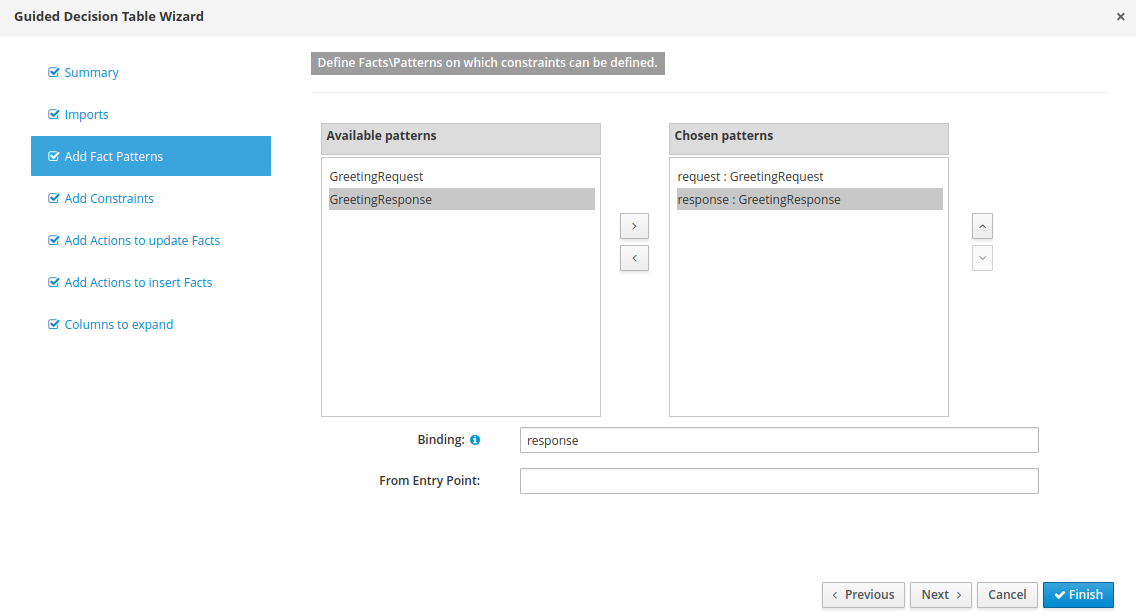 Guided Decision Table Wizard
Summary
Imports
Add Fact Patterns
Add Constraints
Add Actions to update Facts
Add Actions to insert Facts
Columns to expand
Define Facts\Patterns on which constraints can be defined.
Available patterns
GreetingRequest
GreetingResponse
Chosen patterns
request : GreetingRequest
response : GreetingResponse
Binding:
response
From Entry Point:
Previous
Next
Cancel
Finish